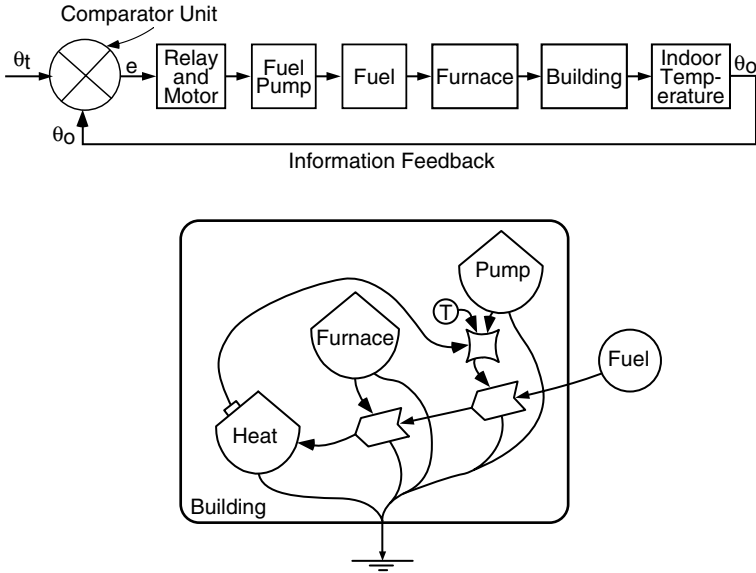 Comparator Unit
θt
e
Relay
and
Motor
Fuel
Pump
Fuel
Furnace
Building
Indoor
Temp-
erature
θo
θo
Information Feedback
Pump
T
Furnace
Fuel
Heat
Building